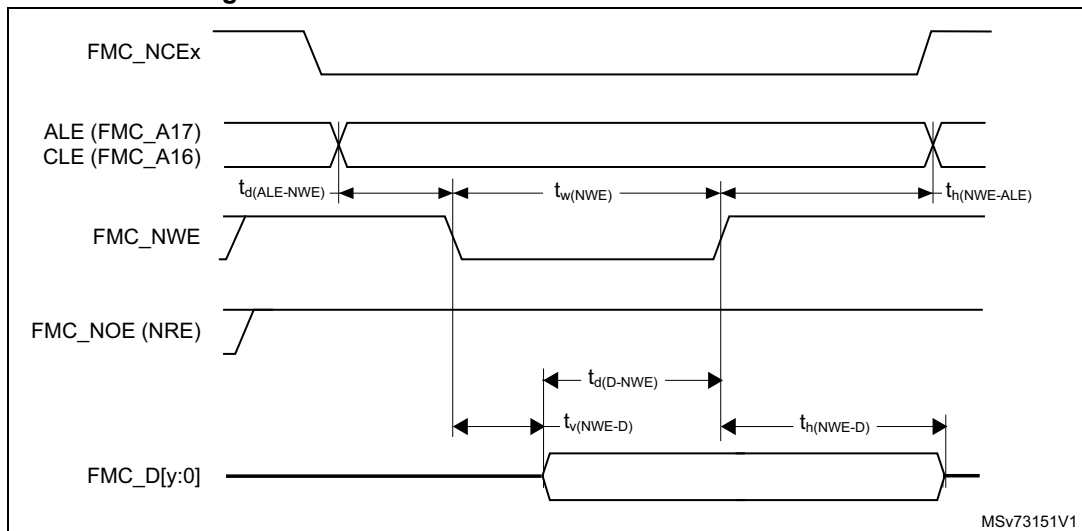 FMC_NCEx
ALE (FMC_A17)
CLE (FMC_A16)
td(ALE-NWE)
tw(NWE)
th(NWE-ALE)
FMC_NWE
FMC_NOE (NRE)
td(D-NWE)
tv(NWE-D)
th(NWE-D)
FMC_D[y:0]
MSv73151V1